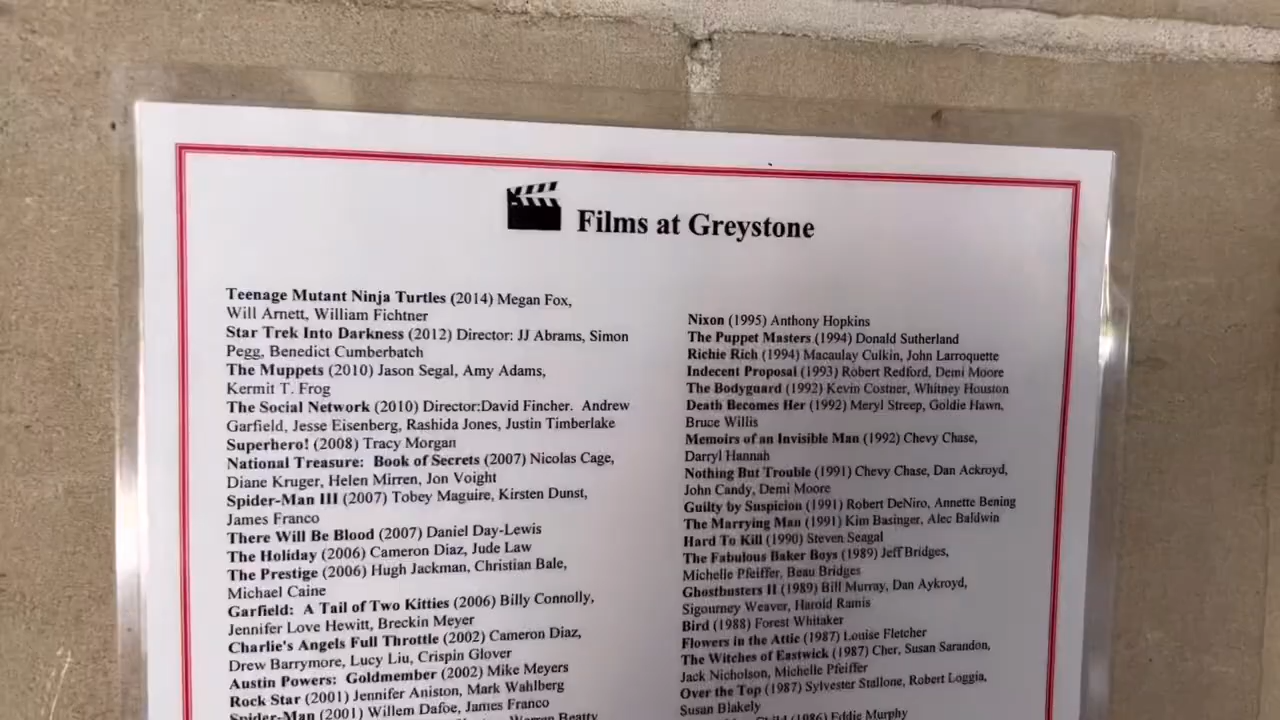 Films at Greystone
Teenage Mutant Ninja Turtles (2014) Megan Fox,
Will Arnett, William Fichtner
Star Trek Into Darkness (2012) Director: JJ Abrams, Simon
Pegg, Benedict Cumberbatch
The Muppets (2010) Jason Segal, Amy Adams,
Kermit T. Frog
The Social Network (2010) Director:David Fincher. Andrew
Garfield, Jesse Eisenberg, Rashida Jones, Justin Timberlake
Superhero! (2008) Tracy Morgan
National Treasure: Book of Secrets (2007) Nicolas Cage,
Diane Kruger, Helen Mirren, Jon Voight
Spider-Man III (2007) Tobey Maguire, Kirsten Dunst,
James Franco
There Will Be Blood (2007) Daniel Day-Lewis
The Holiday (2006) Cameron Diaz, Jude Law
The Prestige (2006) Hugh Jackman, Christian Bale,
Michael Caine
Garfield: A Tail of Two Kitties (2006) Billy Connolly,
Jennifer Love Hewitt, Breckin Meyer
Charlie's Angels Full Throttle (2002) Cameron Diaz,
Drew Barrymore, Lucy Liu, Crispin Glover
Austin Powers: Goldmember (2002) Mike Meyers
Rock Star (2001) Jennifer Aniston, Mark Wahlberg
Spider-Man (2001) Willem Dafoe, James Franco
Warren Beatty
Nixon (1995) Anthony Hopkins
The Puppet Masters (1994) Donald Sutherland
Richie Rich (1994) Macaulay Culkin, John Larroquette
Indecent Proposal (1993) Robert Redford, Demi Moore
The Bodyguard (1992) Kevin Costner, Whitney Houston
Death Becomes Her (1992) Meryl Streep, Goldie Hawn,
Bruce Willis
Memoirs of an Invisible Man (1992) Chevy Chase,
Darryl Hannah
Nothing But Trouble (1991) Chevy Chase, Dan Ackroyd,
John Candy, Demi Moore
Guilty by Suspicion (1991) Robert DeNiro, Annette Bening
The Marrying Man (1991) Kim Basinger, Alec Baldwin
Hard To Kill (1990) Steven Seagal
The Fabulous Baker Boys (1989) Jeff Bridges,
Michelle Pfeiffer, Beau Bridges
Ghostbusters II (1989) Bill Murray, Dan Aykroyd,
Sigourney Weaver, Harold Ramis
Bird (1988) Forest Whitaker
Flowers in the Attic (1987) Louise Fletcher
The Witches of Eastwick (1987) Cher, Susan Sarandon,
Jack Nicholson, Michelle Pfeiffer
Over the Top (1987) Sylvester Stallone, Robert Loggia,
Susan Blakely
Child (1986) Eddie Murphy